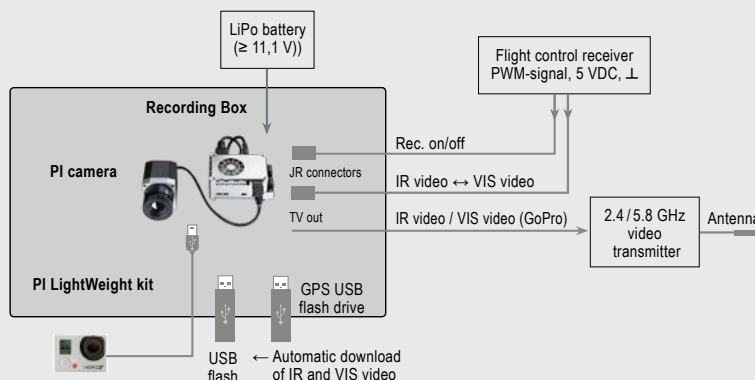 LiPo battery
(≥ 11,1 V))
Flight control receiver
PWM-signal, 5 VDC, ⊥
Recording Box
Rec. on/off
PI camera
JR connectors
IR video ↔ VIS video
TV out
IR video / VIS video (GoPro)
2.4 / 5.8 GHz
video
transmitter
Antenna
PI LightWeight kit
GPS USB
flash drive
USB
flash
← Automatic download
of IR and VIS video
HERO